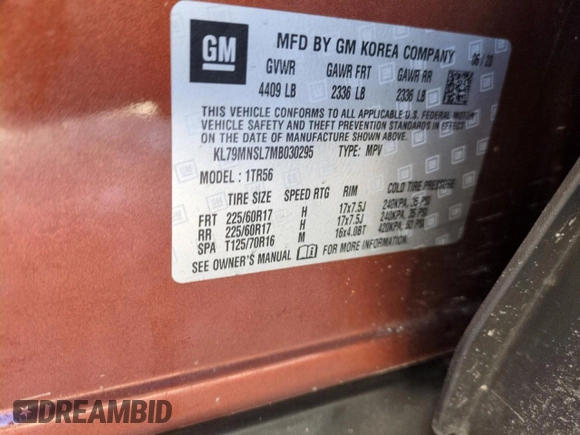 GM
MFD BY GM KOREA COMPANY 06 / 20
GVWR GAWR FRT GAWR RR
4409 LB 2336 LB 2336 LB
THIS VEHICLE CONFORMS TO ALL APPLICABLE U.S. FEDERAL MOTOR
VEHICLE SAFETY AND THEFT PREVENTION STANDARDS IN EFFECT
ON THE DATE OF MANUFACTURE SHOWN ABOVE.
KL79MNSL7MB030295 TYPE: MPV
MODEL : 1TR56
TIRE SIZE SPEED RTG RIM COLD TIRE PRESSURE
FRT 225/60R17 H 17x7.5J 240KPA, 35 PSI
RR 225/60R17 H 17x7.5J 240KPA, 35 PSI
SPA T125/70R16 M 16x4.0BT 420KPA, 60 PSI
SEE OWNER'S MANUAL FOR MORE INFORMATION.
DREAMBID